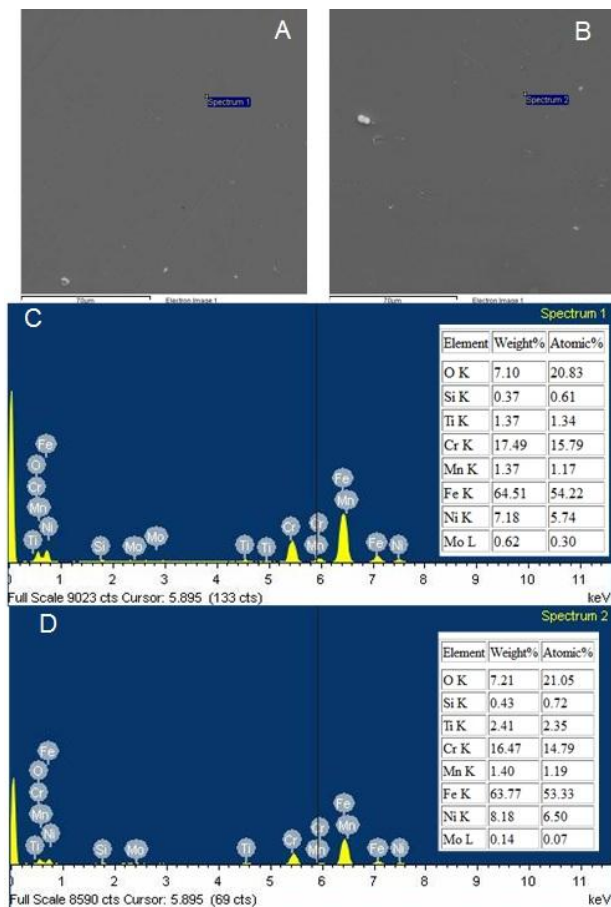 A
Spectrum 1
70µm
Electron Image 1
B
Spectrum 2
70µm
Electron Image 1
C
Spectrum 1
Element Weight% Atomic%
O K 7.10 20.83
Si K 0.37 0.61
Ti K 1.37 1.34
Cr K 17.49 15.79
Mn K 1.37 1.17
Fe K 64.51 54.22
Ni K 7.18 5.74
Mo L 0.62 0.30
Fe
O
Cr
Mn
Ti
Ni
Si
Mo
Mo
Ti
Ti
Cr
Cr
Mn
Fe
Mn
Fe
Ni
0 1 2 3 4 5 6 7 8 9 10 11
Full Scale 9023 cts Cursor: 5.895 (133 cts)
keV
D
Spectrum 2
Element Weight% Atomic%
O K 7.21 21.05
Si K 0.43 0.72
Ti K 2.41 2.35
Cr K 16.47 14.79
Mn K 1.40 1.19
Fe K 63.77 53.33
Ni K 8.18 6.50
Mo L 0.14 0.07
Fe
O
Cr
Mn
Ti
Ni
Si
Mo
Ti
Cr
Cr
Mn
Fe
Mn
Fe
Ni
0 1 2 3 4 5 6 7 8 9 10 11
Full Scale 8590 cts Cursor: 5.895 (69 cts)
keV